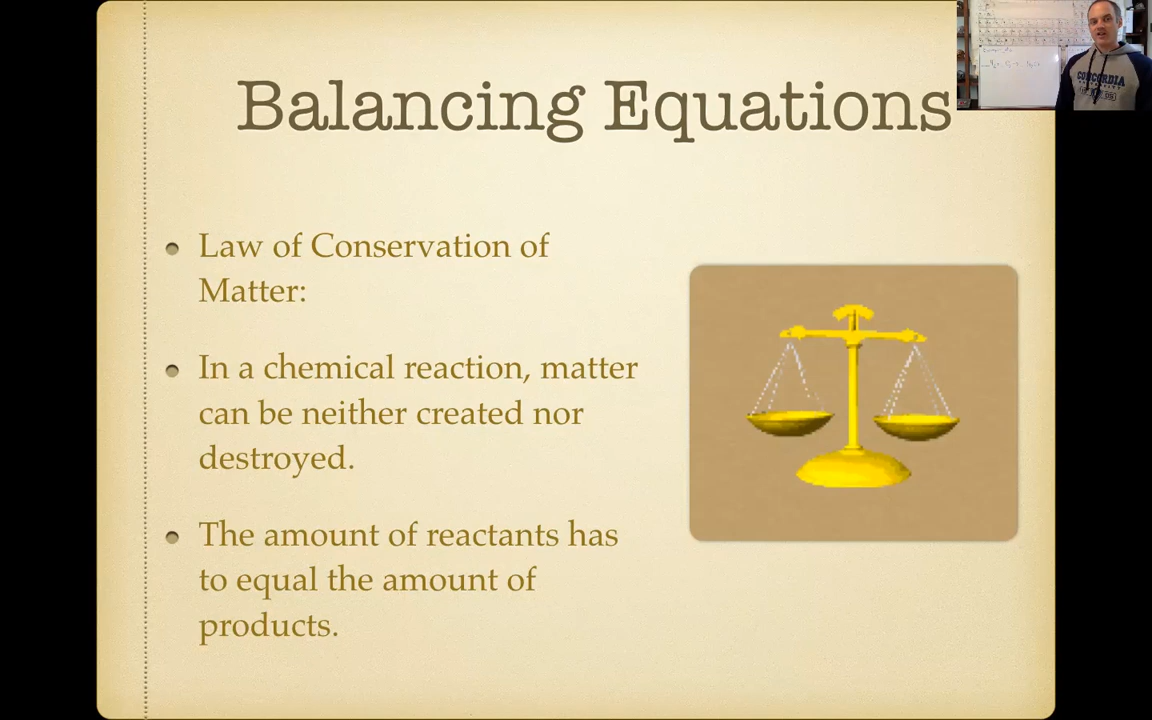 Balancing Equations
Law of Conservation of
Matter:
In a chemical reaction, matter
can be neither created nor
destroyed.
The amount of reactants has
to equal the amount of
products.
CONCORDIA